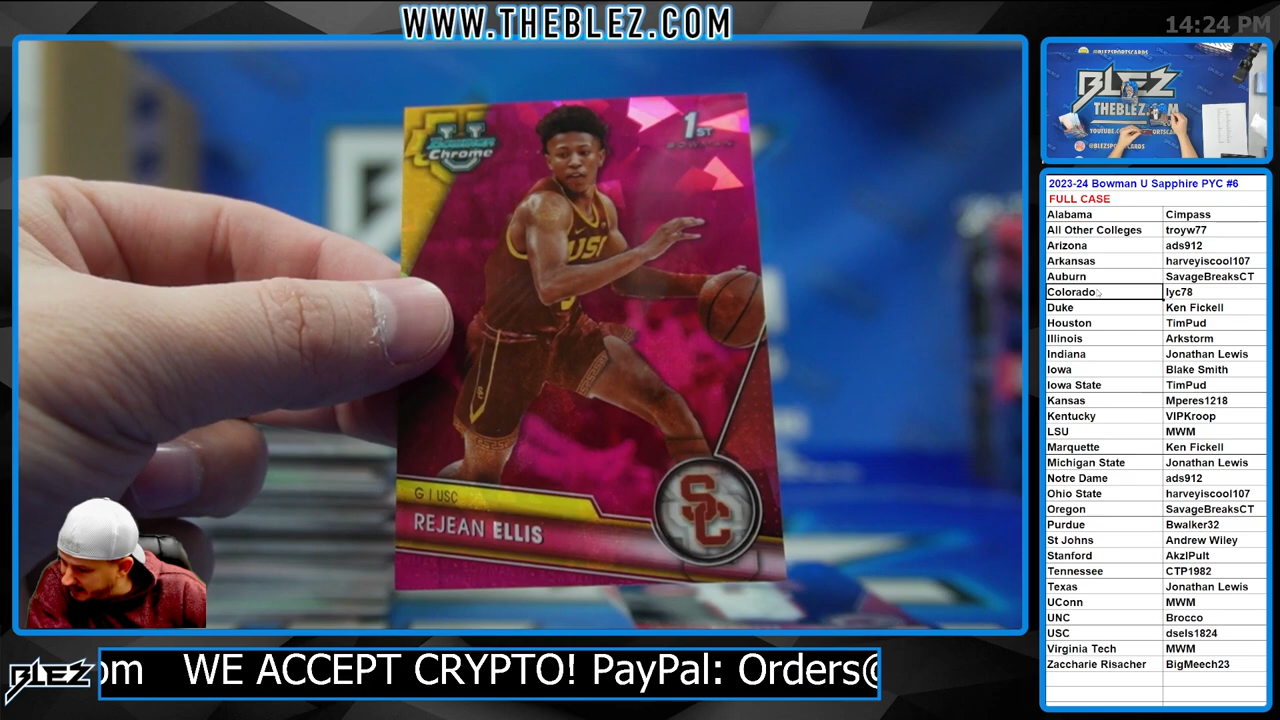 WWW.THEBLEZ.COM
14:24 PM
U
BOWMAN
Chrome
1ST
BOWMAN
USC
G | USC
REJEAN ELLIS
SC
@BLEZSPORTSCARDS
BLEZ
THEBLEZ.COM
@BLEZSPORTSCARDS
2023-24 Bowman U Sapphire PYC #6
FULL CASE
Alabama Cimpass
All Other Colleges troyw77
Arizona ads912
Arkansas harveyiscool107
Auburn SavageBreaksCT
Colorado lyc78
Duke Ken Fickell
Houston TimPud
Illinois Arkstorm
Indiana Jonathan Lewis
Iowa Blake Smith
Iowa State TimPud
Kansas Mperes1218
Kentucky VIPKroop
LSU MWM
Marquette Ken Fickell
Michigan State Jonathan Lewis
Notre Dame ads912
Ohio State harveyiscool107
Oregon SavageBreaksCT
Purdue Bwalker32
St Johns Andrew Wiley
Stanford AkzlPult
Tennessee CTP1982
Texas Jonathan Lewis
UConn MWM
UNC Brocco
USC dsels1824
Virginia Tech MWM
Zaccharie Risacher BigMeech23
BLEZ
om WE ACCEPT CRYPTO! PayPal: Orders@